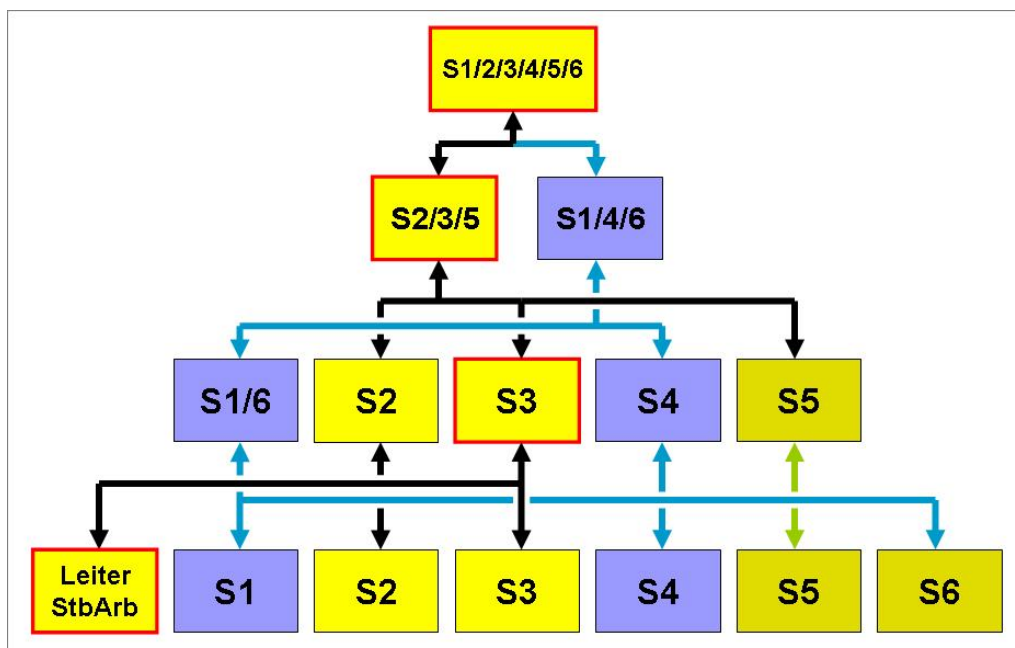 S1/2/3/4/5/6
S2/3/5
S1/4/6
S1/6
S2
S3
S4
S5
Leiter
StbArb
S1
S2
S3
S4
S5
S6